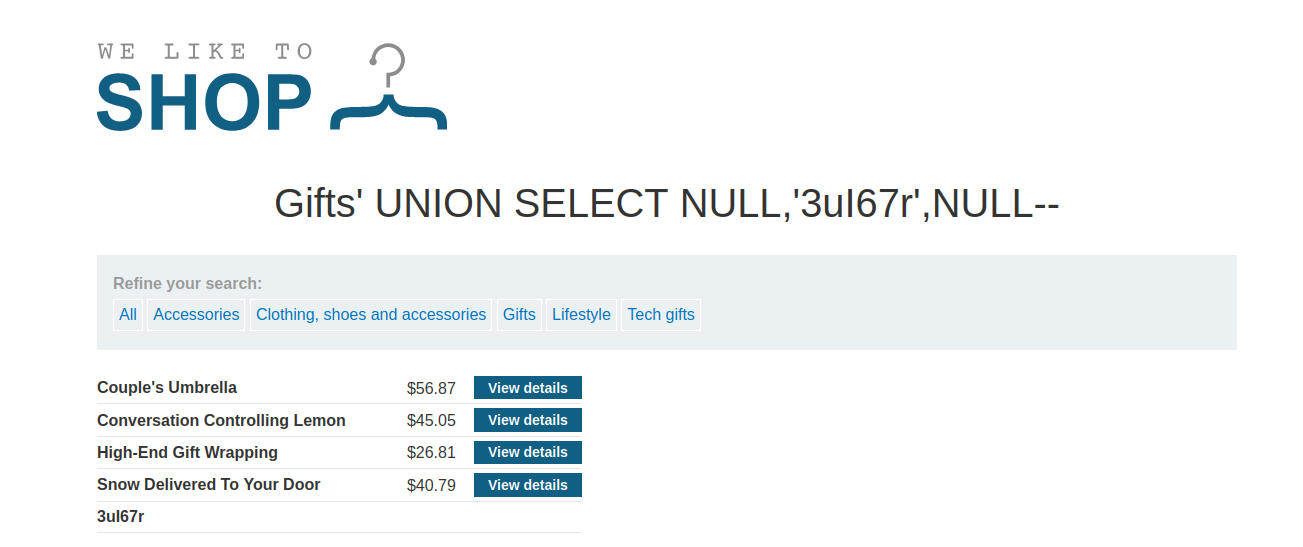 WE LIKE TO
SHOP
Gifts' UNION SELECT NULL,'3uI67r',NULL--
Refine your search:
All Accessories Clothing, shoes and accessories Gifts Lifestyle Tech gifts
Couple's Umbrella $56.87 View details
Conversation Controlling Lemon $45.05 View details
High-End Gift Wrapping $26.81 View details
Snow Delivered To Your Door $40.79 View details
3uI67r